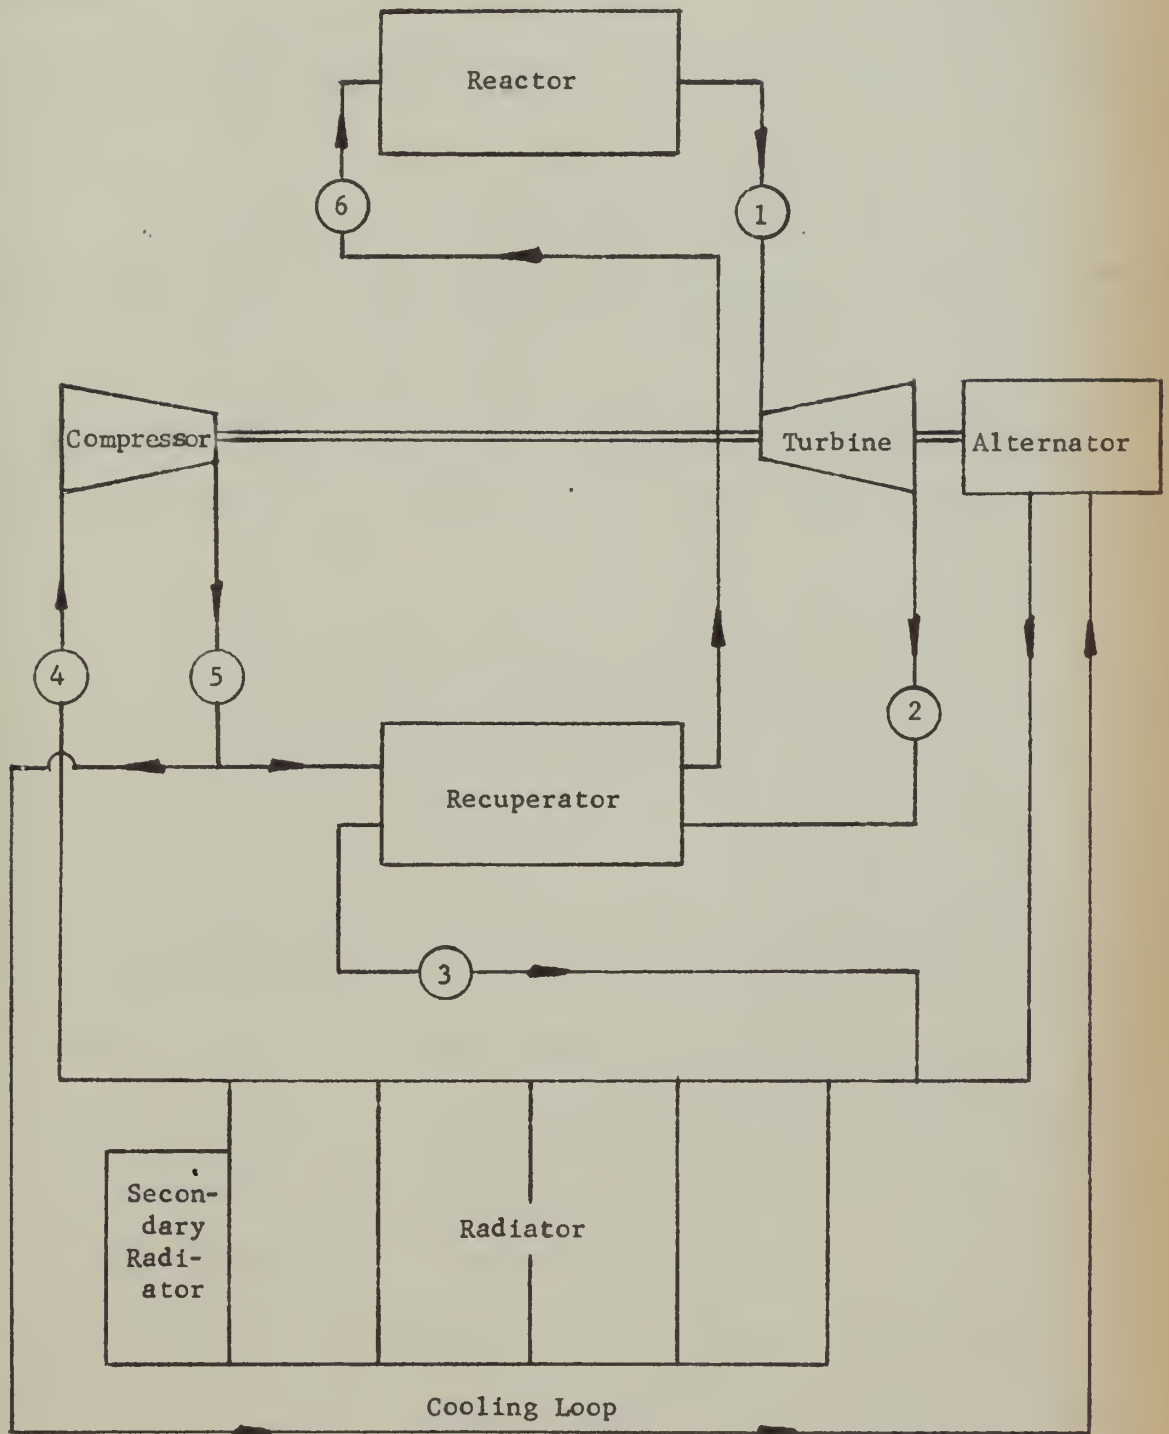 Reactor
6
1
Compressor
Turbine
Alternator
4
5
2
Recuperator
3
Secon-
dary
Radi-
ator
Radiator
Cooling Loop